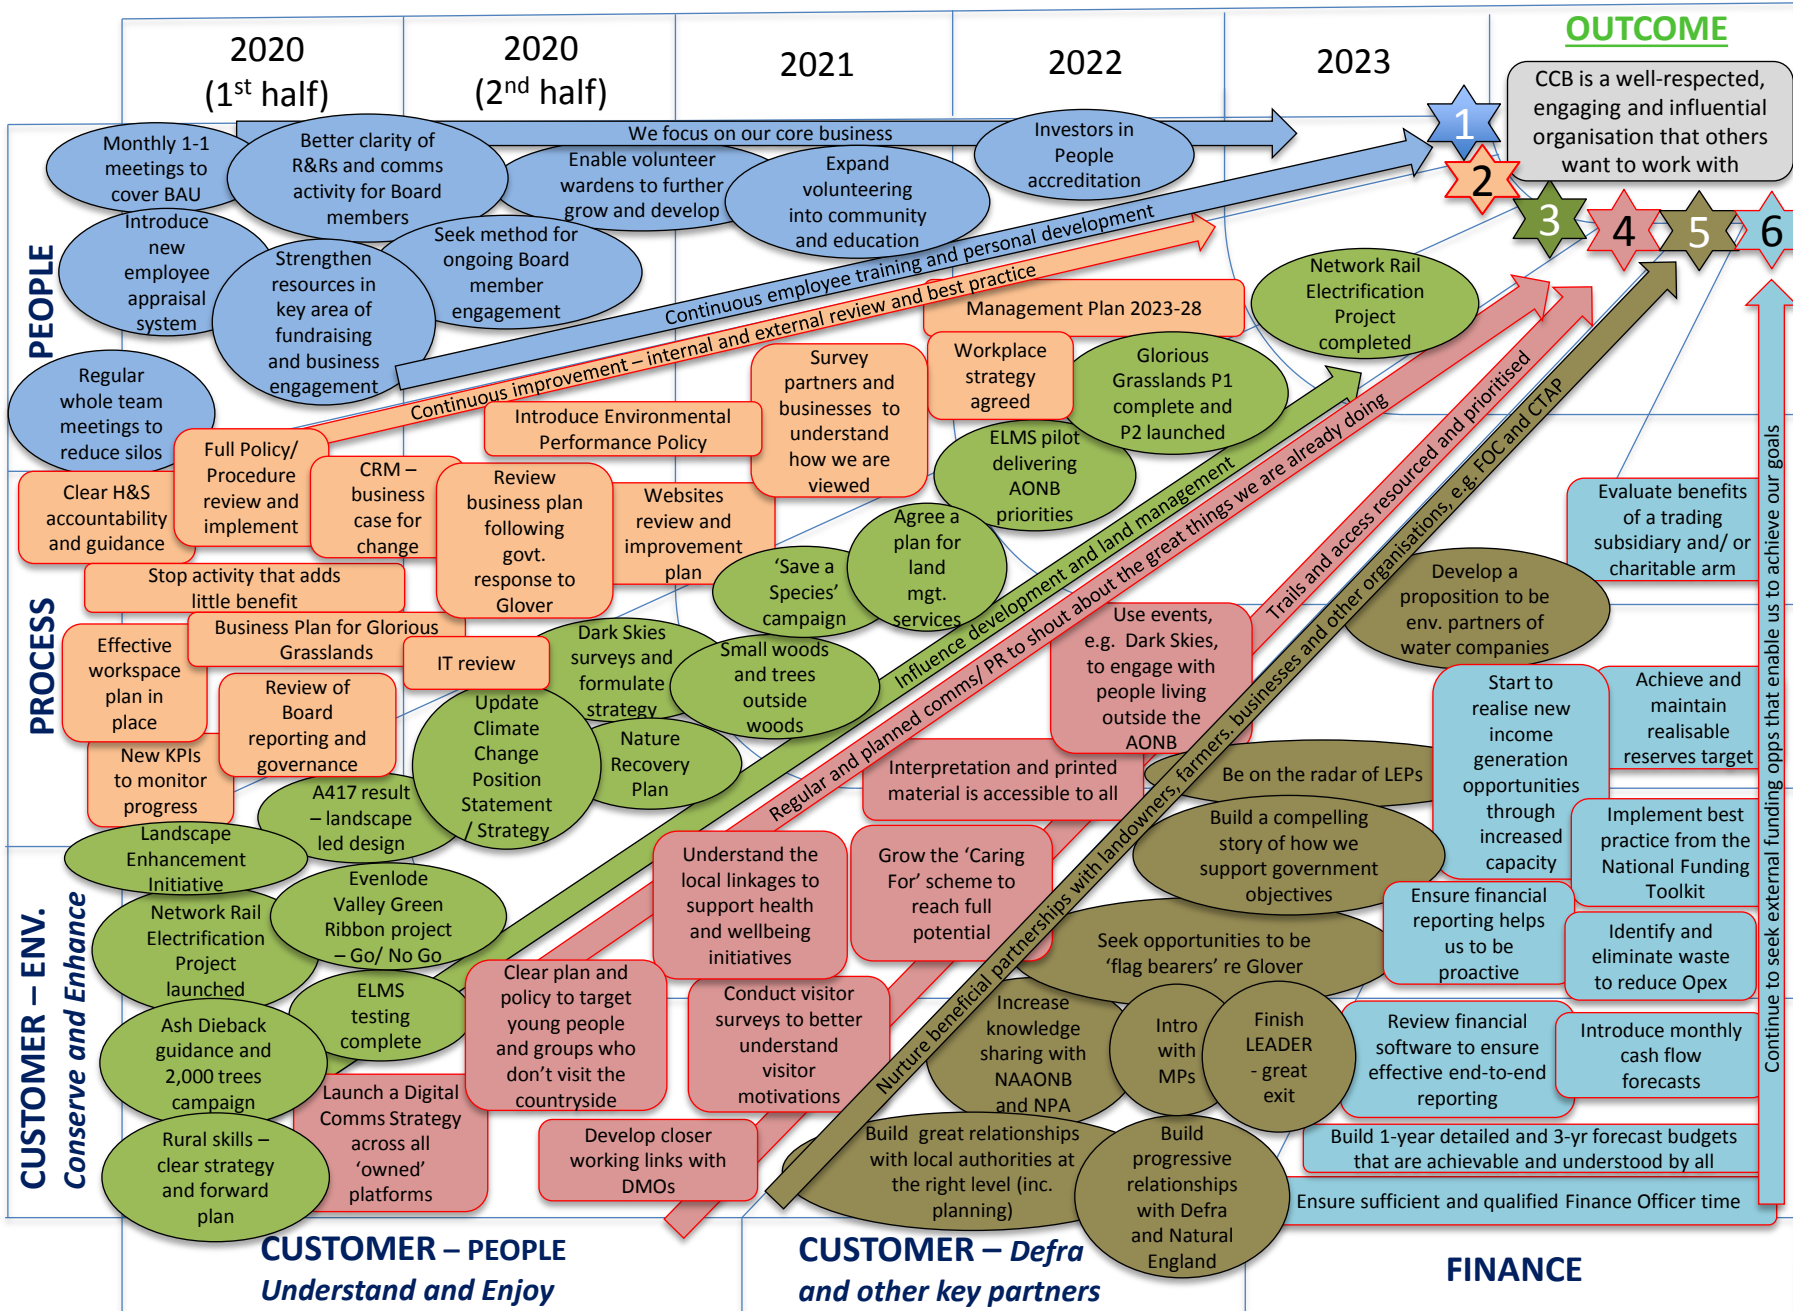 2020
(1st half)
2020
(2nd half)
2021
2022
2023
OUTCOME
CCB is a well-respected,
engaging and influential
organisation that others
want to work with
1
2
3
4
5
6
PEOPLE
Monthly 1-1
meetings to
cover BAU
Better clarity of
R&Rs and comms
activity for Board
members
We focus on our core business
Enable volunteer
wardens to further
grow and develop
Expand
volunteering
into community
and education
Investors in
People
accreditation
Introduce
new
employee
appraisal
system
Strengthen
resources in
key area of
fundraising
and business
engagement
Seek method for
ongoing Board
member
engagement
Regular
whole team
meetings to
reduce silos
Continuous employee training and personal development
Continuous improvement – internal and external review and best practice
PROCESS
Management Plan 2023-28
Workplace
strategy
agreed
Survey
partners and
businesses to
understand
how we are
viewed
Introduce Environmental
Performance Policy
Full Policy/
Procedure
review and
implement
CRM –
business
case for
change
Review
business plan
following
govt.
response to
Glover
Websites
review and
improvement
plan
Clear H&S
accountability
and guidance
Stop activity that adds
little benefit
Business Plan for Glorious
Grasslands
Effective
workspace
plan in
place
IT review
Review of
Board
reporting and
governance
New KPIs
to monitor
progress
CUSTOMER – ENV.
Conserve and Enhance
Network Rail
Electrification
Project
completed
Glorious
Grasslands P1
complete and
P2 launched
ELMS pilot
delivering
AONB
priorities
Agree a
plan for
land
mgt.
services
‘Save a
Species’
campaign
Dark Skies
surveys and
formulate
strategy
Small woods
and trees
outside
woods
Update
Climate
Change
Position
Statement
/ Strategy
Nature
Recovery
Plan
A417 result
– landscape
led design
Landscape
Enhancement
Initiative
Evenlode
Valley Green
Ribbon project
– Go/ No Go
Network Rail
Electrification
Project
launched
ELMS
testing
complete
Ash Dieback
guidance and
2,000 trees
campaign
Rural skills –
clear strategy
and forward
plan
Influence development and land management
Regular and planned comms/ PR to shout about the great things we are already doing
Trails and access resourced and prioritised
Use events,
e.g. Dark Skies,
to engage with
people living
outside the
AONB
Interpretation and printed
material is accessible to all
Understand the
local linkages to
support health
and wellbeing
initiatives
Grow the ‘Caring
For’ scheme to
reach full
potential
Clear plan and
policy to target
young people
and groups who
don’t visit the
countryside
Conduct visitor
surveys to better
understand
visitor
motivations
Launch a Digital
Comms Strategy
across all
‘owned’
platforms
Develop closer
working links with
DMOs
Nurture beneficial partnerships with landowners, farmers. businesses and other organisations, e.g. FOC and CTAP
Develop a
proposition to be
env. partners of
water companies
Be on the radar of LEPs
Build a compelling
story of how we
support government
objectives
Seek opportunities to be
‘flag bearers’ re Glover
Increase
knowledge
sharing with
NAAONB
and NPA
Intro
with
MPs
Finish
LEADER
- great
exit
Build great relationships
with local authorities at
the right level (inc.
planning)
Build
progressive
relationships
with Defra
and Natural
England
Evaluate benefits
of a trading
subsidiary and/ or
charitable arm
Start to
realise new
income
generation
opportunities
through
increased
capacity
Achieve and
maintain
realisable
reserves target
Implement best
practice from the
National Funding
Toolkit
Ensure financial
reporting helps
us to be
proactive
Identify and
eliminate waste
to reduce Opex
Review financial
software to ensure
effective end-to-end
reporting
Introduce monthly
cash flow
forecasts
Build 1-year detailed and 3-yr forecast budgets
that are achievable and understood by all
Ensure sufficient and qualified Finance Officer time
Continue to seek external funding opps that enable us to achieve our goals
CUSTOMER – PEOPLE
Understand and Enjoy
CUSTOMER – Defra
and other key partners
FINANCE